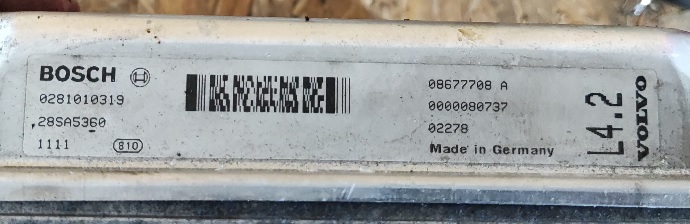 BOSCH
0281010319
28SA5360
1111 810
08677708 A
0000080737
02278
Made in Germany
L4.2
VOLVO